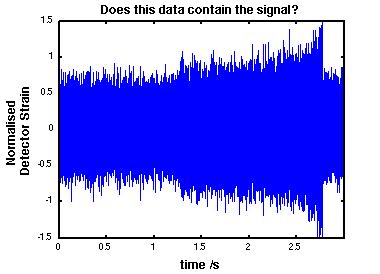 Does this data contain the signal?
1.5
1
0.5
0
-0.5
-1
-1.5
Normalised
Detector Strain
0 0.5 1 1.5 2 2.5
time /s